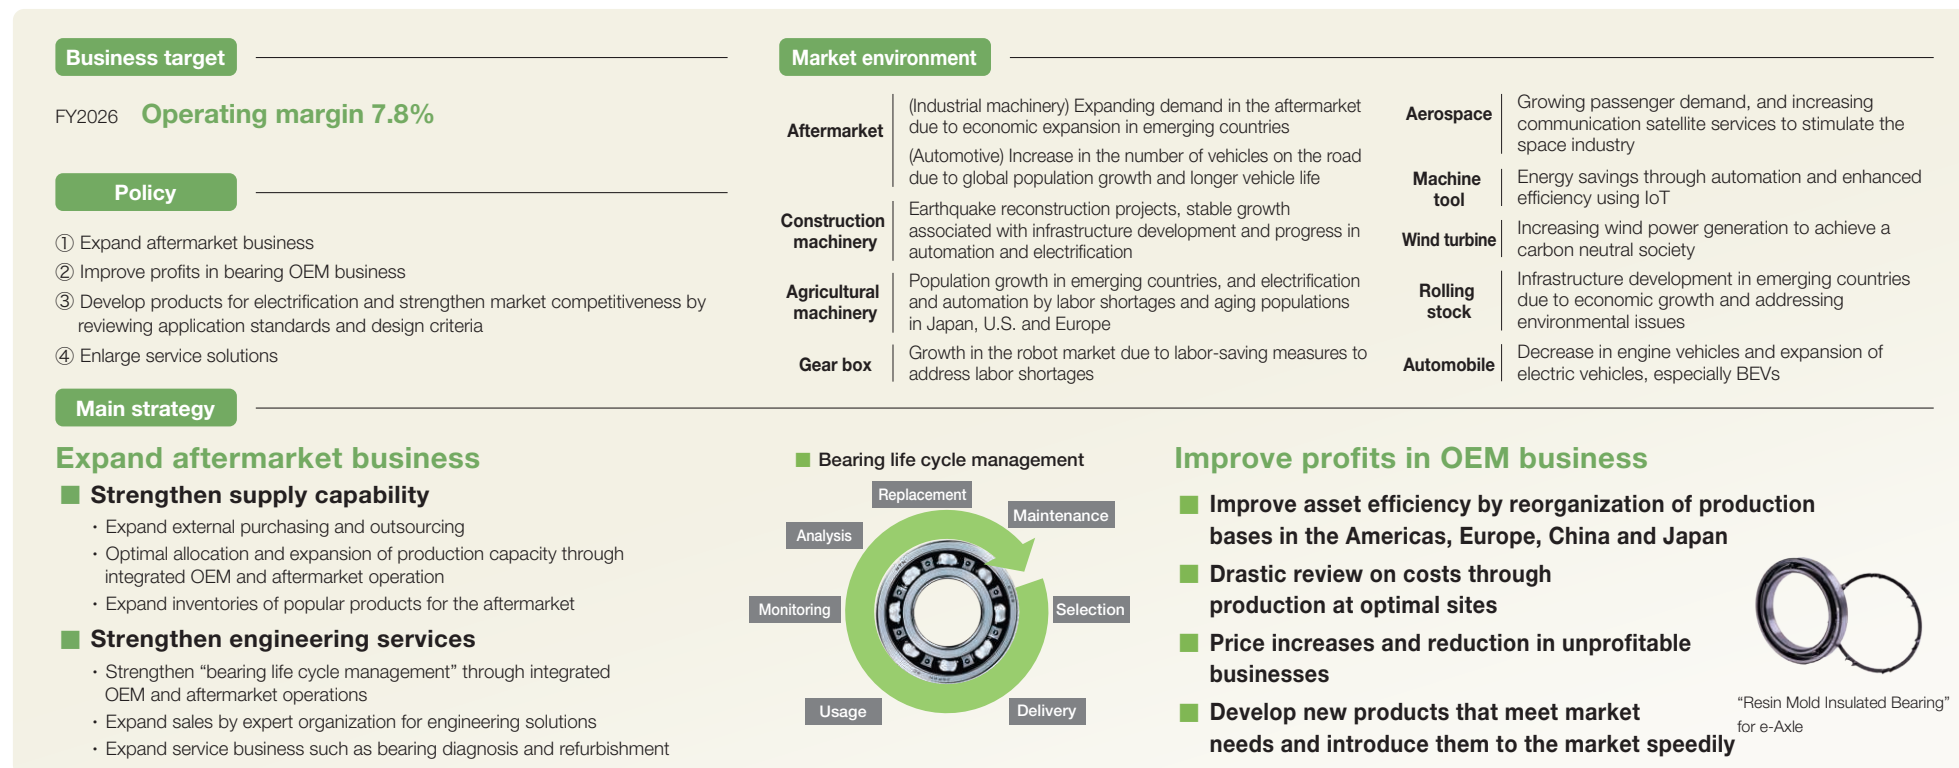 Business target
FY2026 Operating margin 7.8%
Policy
① Expand aftermarket business
② Improve profits in bearing OEM business
③ Develop products for electrification and strengthen market competitiveness by
reviewing application standards and design criteria
④ Enlarge service solutions
Market environment
Aftermarket
(Industrial machinery) Expanding demand in the aftermarket
due to economic expansion in emerging countries
(Automotive) Increase in the number of vehicles on the road
due to global population growth and longer vehicle life
Construction
machinery
Earthquake reconstruction projects, stable growth
associated with infrastructure development and progress in
automation and electrification
Agricultural
machinery
Population growth in emerging countries, and electrification
and automation by labor shortages and aging populations
in Japan, U.S. and Europe
Gear box
Growth in the robot market due to labor-saving measures to
address labor shortages
Aerospace
Growing passenger demand, and increasing
communication satellite services to stimulate the
space industry
Machine
tool
Energy savings through automation and enhanced
efficiency using IoT
Wind turbine
Increasing wind power generation to achieve a
carbon neutral society
Rolling
stock
Infrastructure development in emerging countries
due to economic growth and addressing
environmental issues
Automobile
Decrease in engine vehicles and expansion of
electric vehicles, especially BEVs
Main strategy
Expand aftermarket business
■ Strengthen supply capability
・Expand external purchasing and outsourcing
・Optimal allocation and expansion of production capacity through
integrated OEM and aftermarket operation
・Expand inventories of popular products for the aftermarket
■ Strengthen engineering services
・Strengthen “bearing life cycle management” through integrated
OEM and aftermarket operations
・Expand sales by expert organization for engineering solutions
・Expand service business such as bearing diagnosis and refurbishment
■ Bearing life cycle management
Replacement
Maintenance
Analysis
Monitoring
Selection
Usage
Delivery
Improve profits in OEM business
■ Improve asset efficiency by reorganization of production
bases in the Americas, Europe, China and Japan
■ Drastic review on costs through
production at optimal sites
■ Price increases and reduction in unprofitable
businesses
■ Develop new products that meet market
needs and introduce them to the market speedily
“Resin Mold Insulated Bearing”
for e-Axle